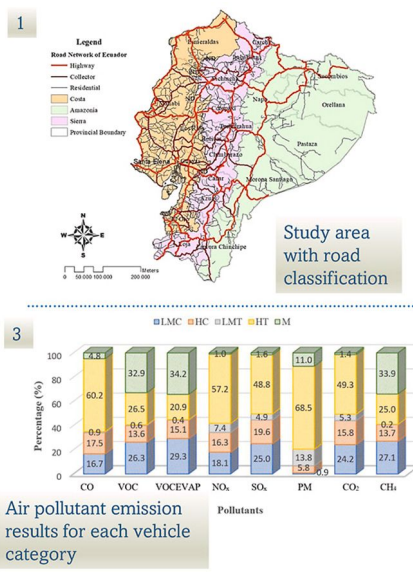 1
Legend
Road Network of Ecuador
Highway
Collector
Residential
Costa
Amazosia
Sierra
Provincial Boundary
Esmeraldas
Carchi
Sucumbios
Napo
Orellana
Pastaza
Santa Elena
Chimborazo
Morona Santiago
Cañar
Azuay
Loja
Zamora Chinchipe
N
W
E
S
0 50 000 100 000
200 000
Meters
Study area
with road
classification
3
LMC HC LMT HT M
Percentage (%)
100
80
60
40
20
0
4.8 60.2 0.9 17.5 16.7
32.9 26.5 0.6 13.6 26.3
34.2 20.9 0.4 15.1 29.3
1.0 57.2 7.4 16.3 18.1
1.6 48.8 4.9 19.6 25.0
11.0 68.5 13.8 5.8 0.9
1.4 49.3 5.3 15.8 24.2
33.9 25.0 0.2 13.7 27.1
CO VOC VOCEVAP NOx SOx PM CO2 CH4
Pollutants
Air pollutant emission
results for each vehicle
category